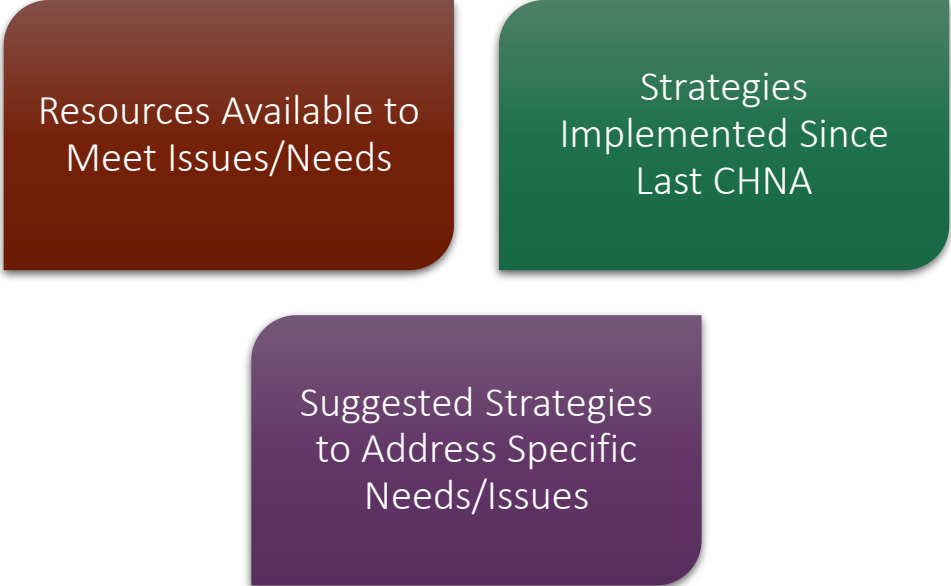 Resources Available to
Meet Issues/Needs
Strategies
Implemented Since
Last CHNA
Suggested Strategies
to Address Specific
Needs/Issues